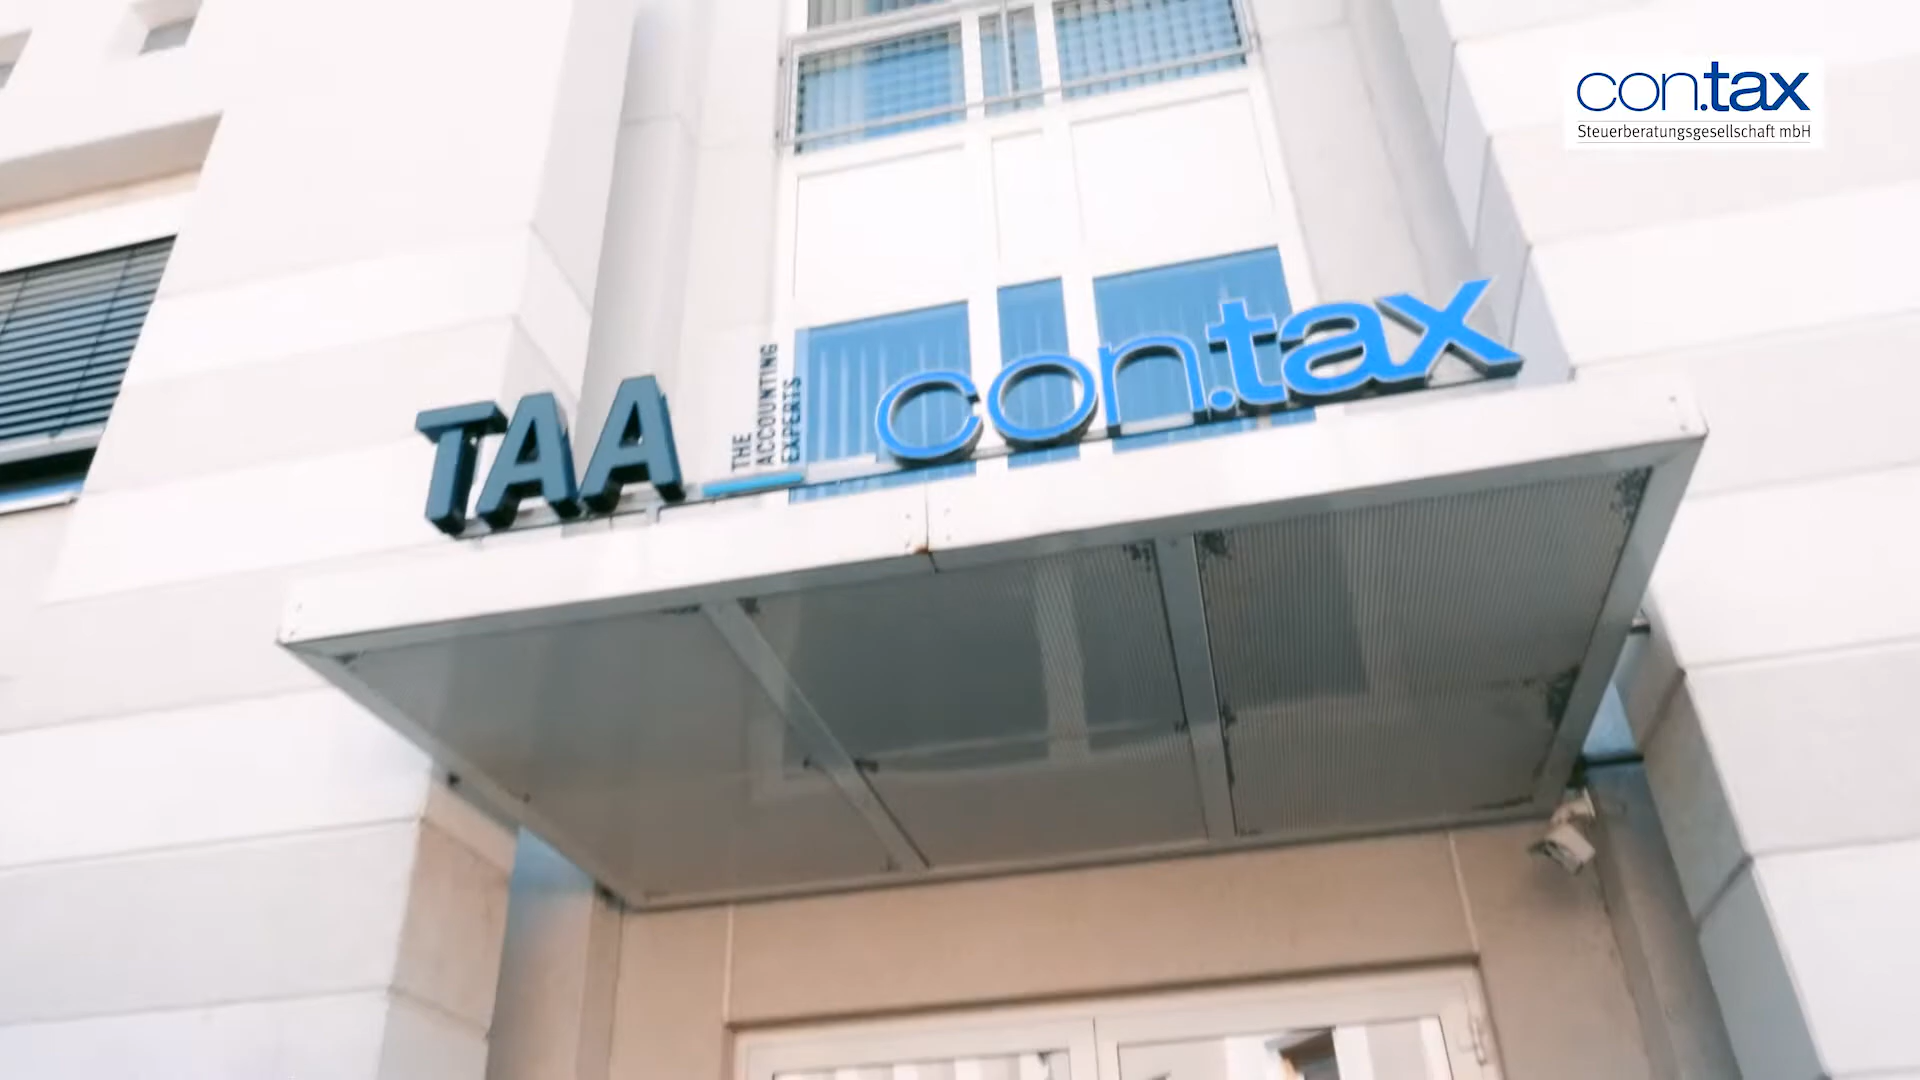 con.tax
Steuerberatungsgesellschaft mbH
TAA
THE
ACCOUNTING
EXPERTS
con.tax